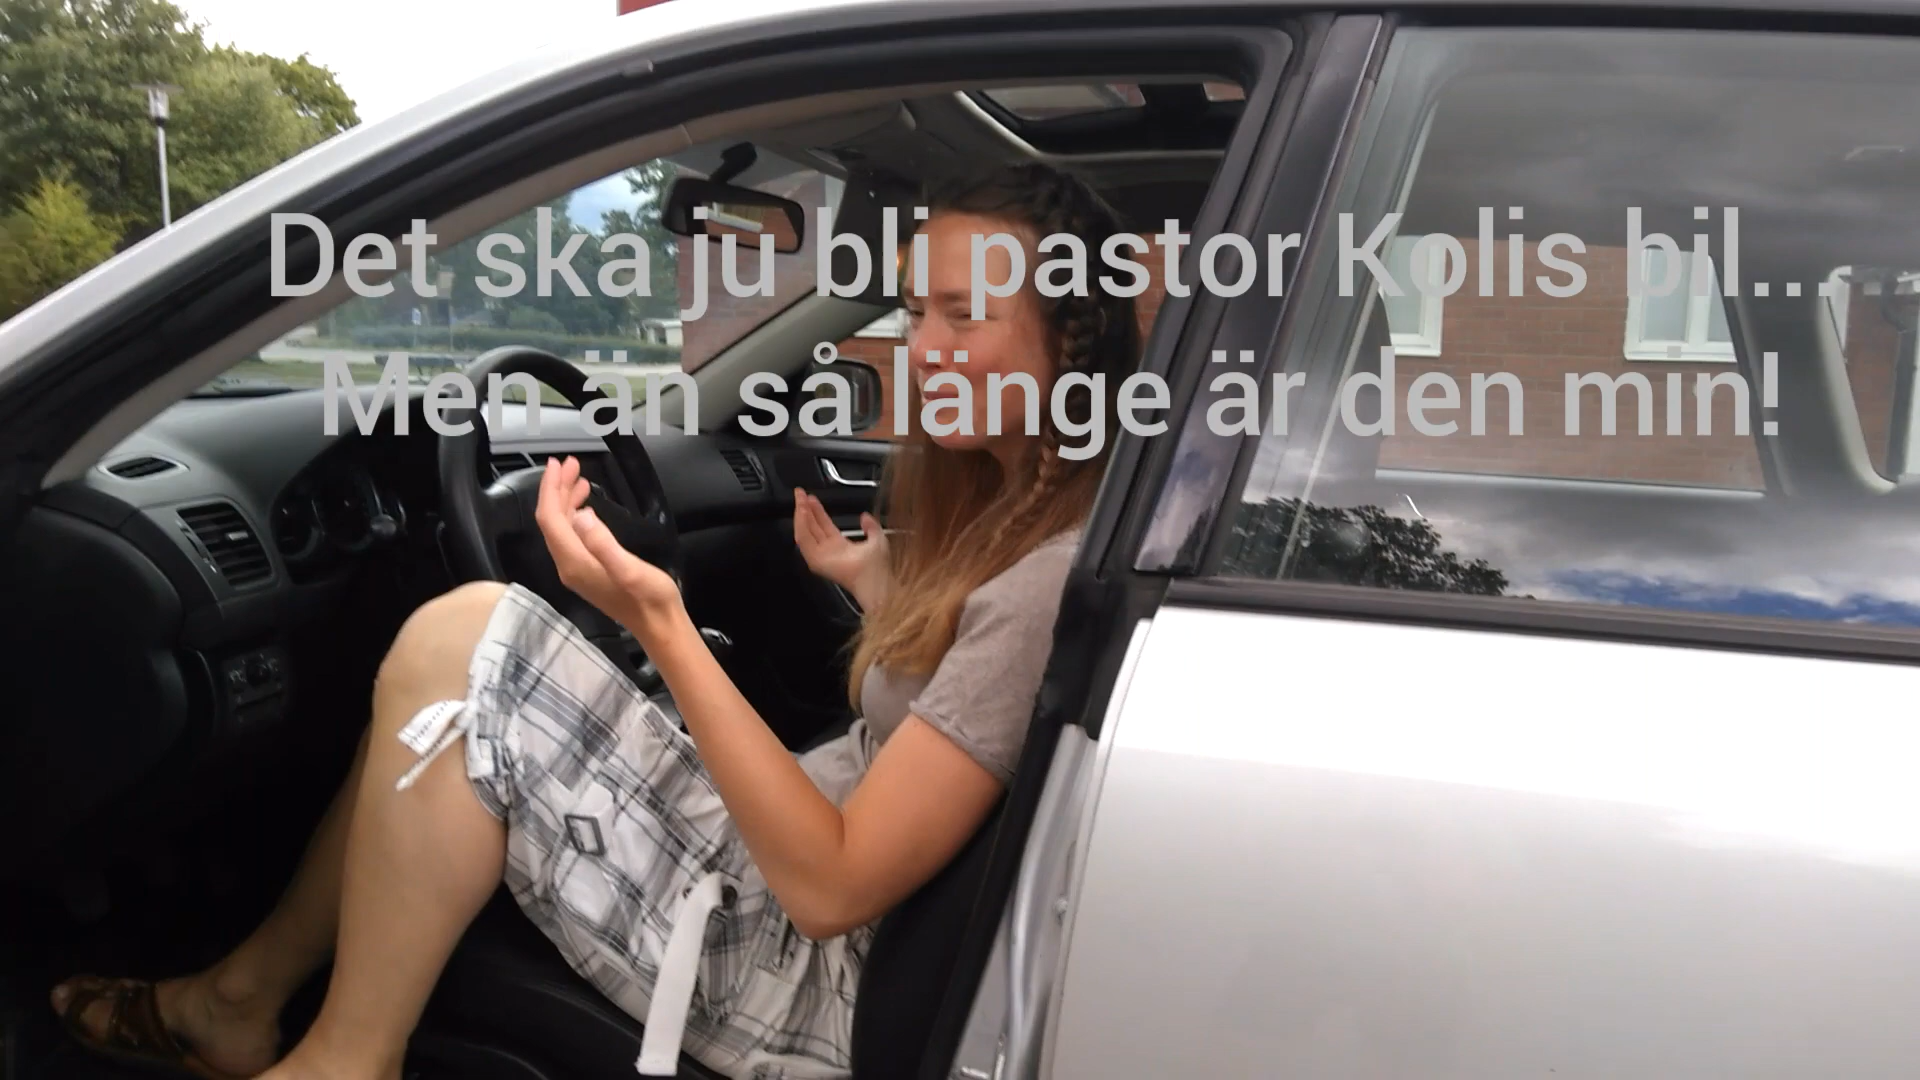 Det ska ju bli pastor Kolis bil...
Men än så länge är den min!